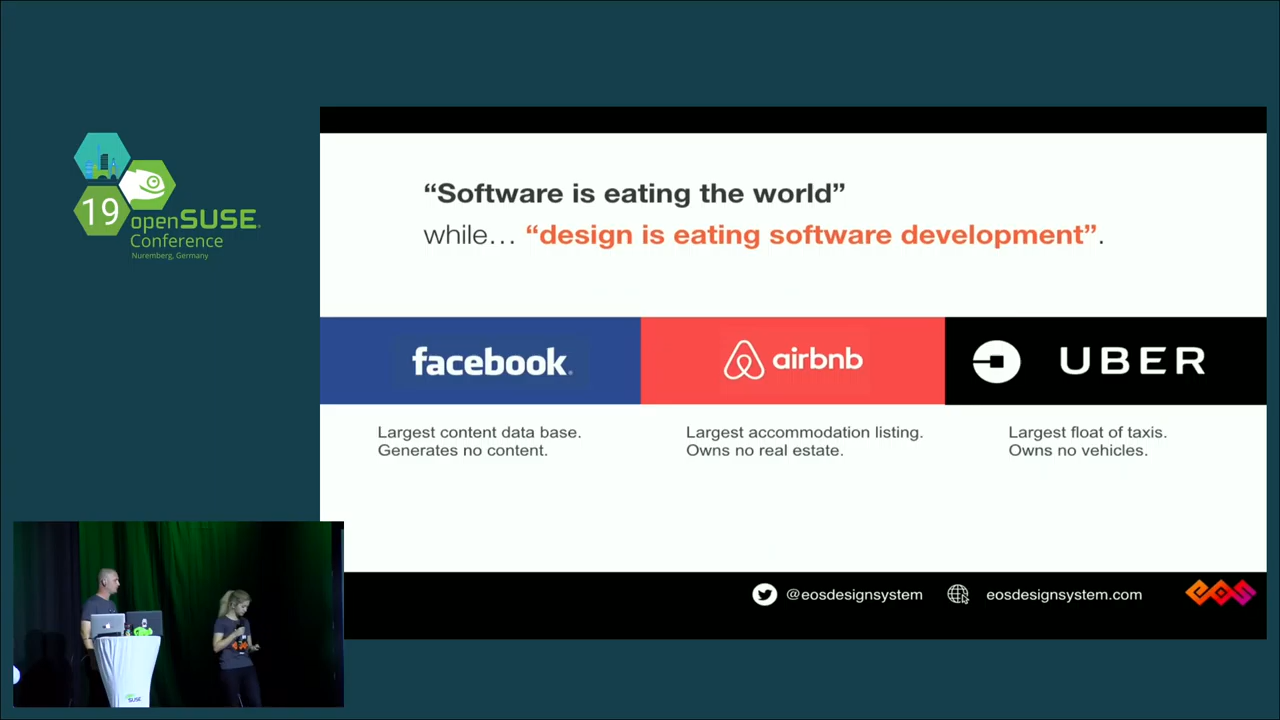 19
openSUSE
Conference
Nuremberg, Germany
“Software is eating the world”
while… “design is eating software development”.
facebook.
airbnb
UBER
Largest content data base.
Generates no content.
Largest accommodation listing.
Owns no real estate.
Largest float of taxis.
Owns no vehicles.
@eosdesignsystem
eosdesignsystem.com
eos
SUSE